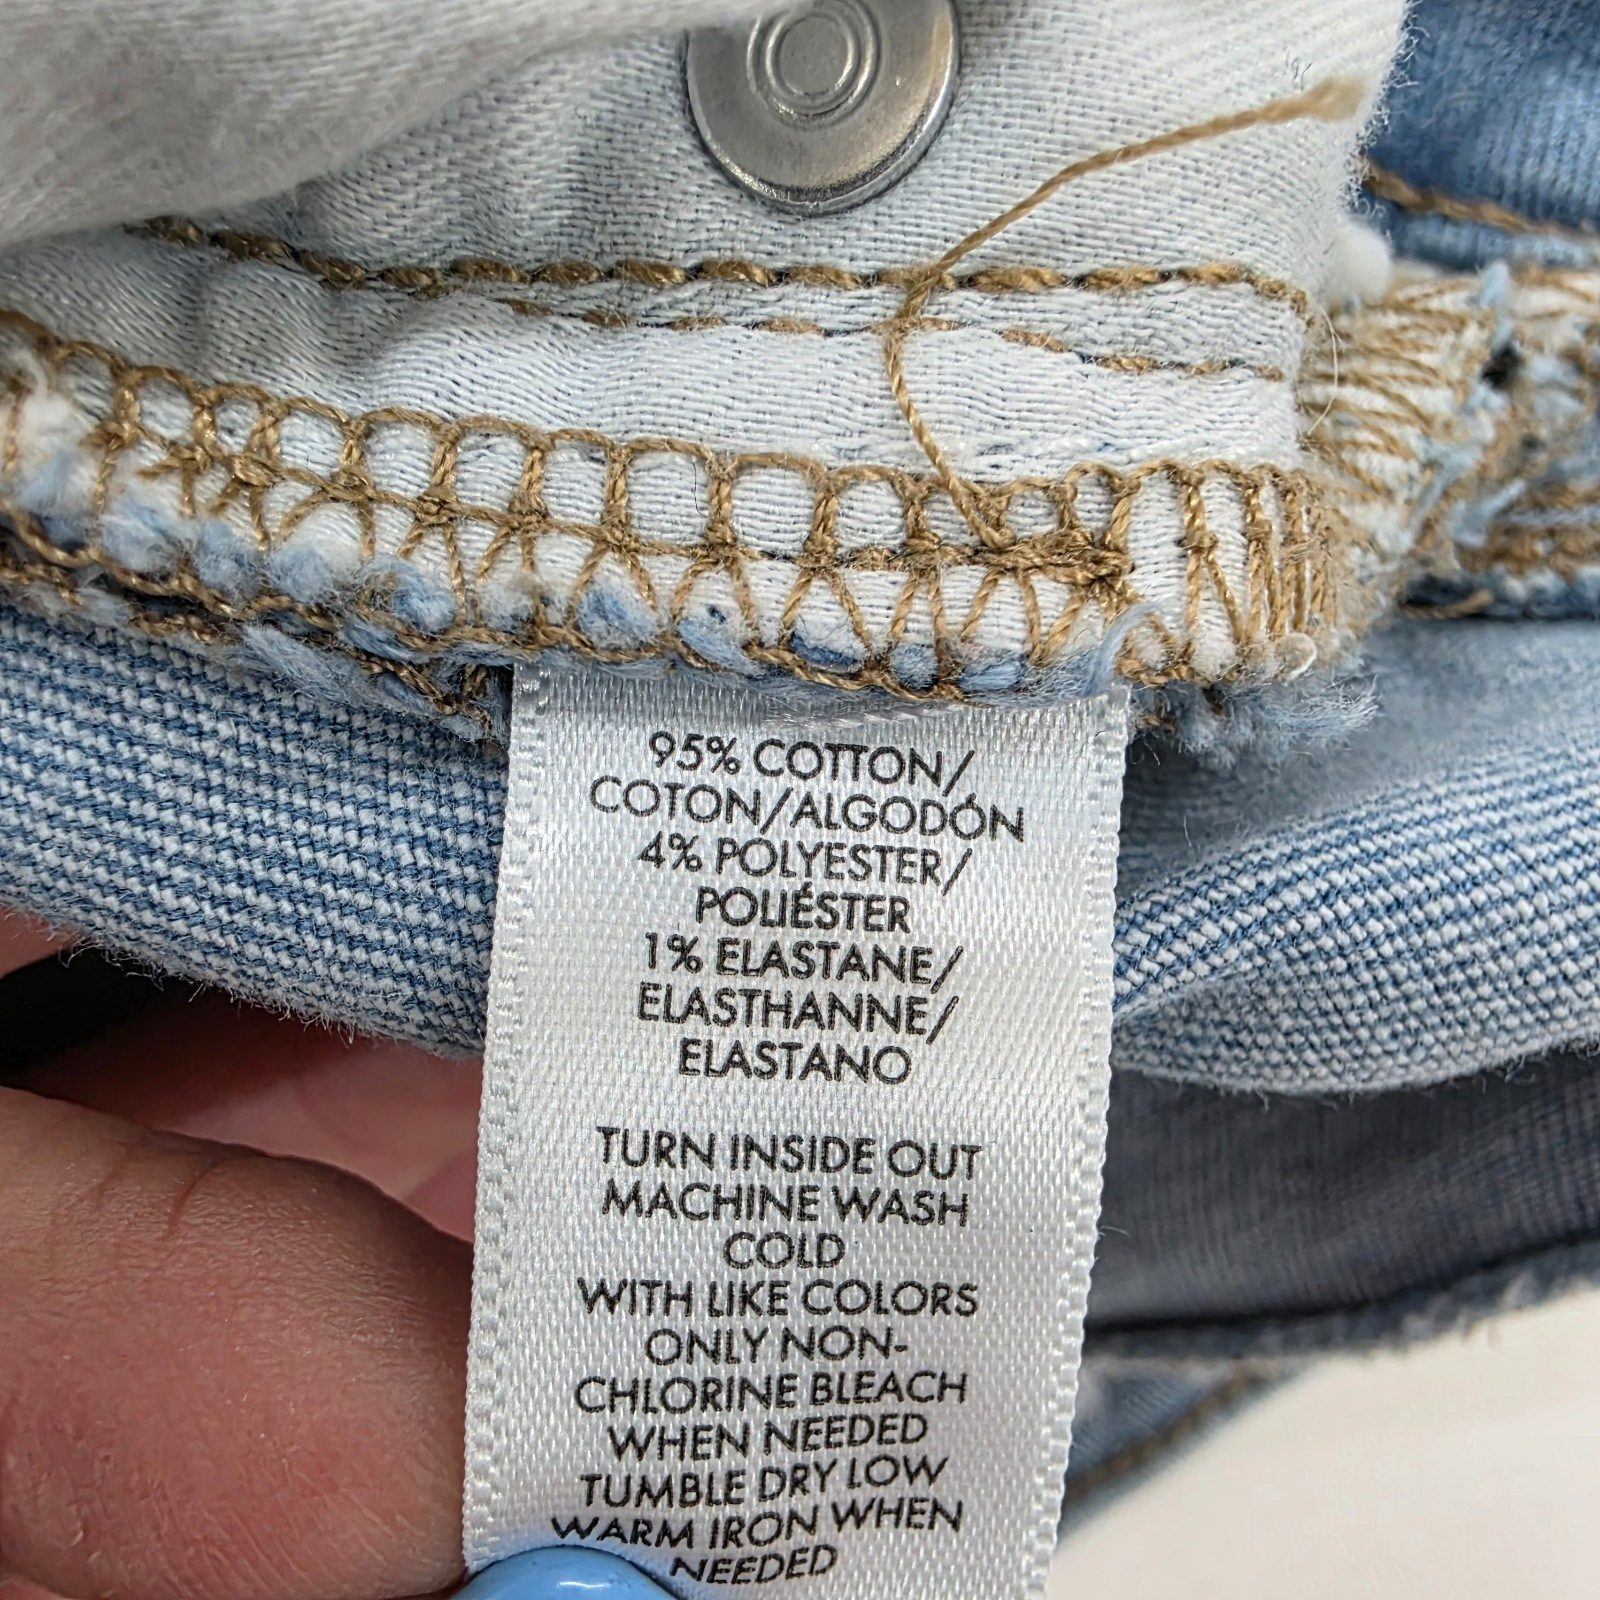 95% COTTON/
COTON/ALGODÓN
4% POLYESTER/
POLIÉSTER
1% ELASTANE/
ELASTHANNE/
ELASTANO
TURN INSIDE OUT
MACHINE WASH
COLD
WITH LIKE COLORS
ONLY NON-
CHLORINE BLEACH
WHEN NEEDED
TUMBLE DRY LOW
WARM IRON WHEN
NEEDED